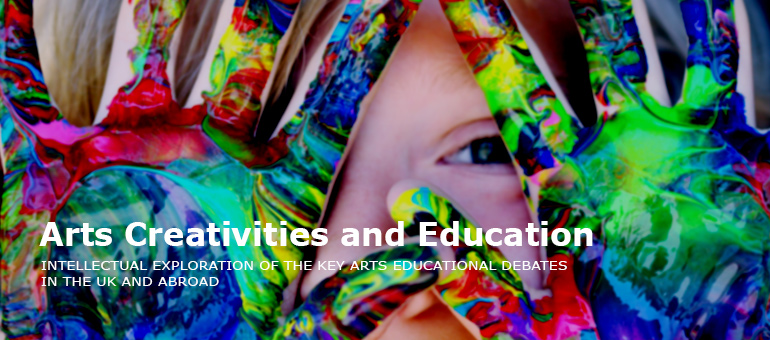 Arts Creativities and Education
INTELLECTUAL EXPLORATION OF THE KEY ARTS EDUCATIONAL DEBATES
IN THE UK AND ABROAD